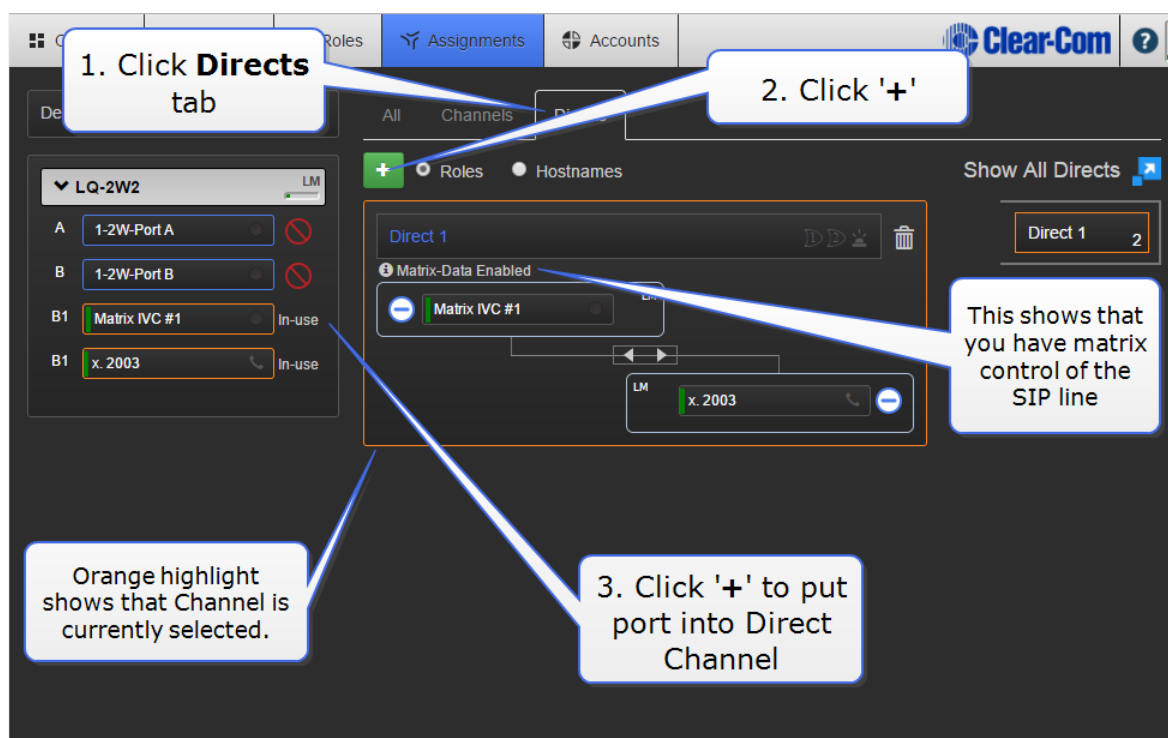 Roles
Assignments
Accounts
Clear-Com
?
1. Click Directs
tab
2. Click '+'
De
All
Channels
+
Roles
Hostnames
Show All Directs
LQ-2W2
LM
A
1-2W-Port A
B
1-2W-Port B
B1
Matrix IVC #1
In-use
B1
x. 2003
In-use
Direct 1
Matrix-Data Enabled
Matrix IVC #1
LM
x. 2003
Direct 1
2
This shows that
you have matrix
control of the
SIP line
Orange highlight
shows that Channel is
currently selected.
3. Click '+' to put
port into Direct
Channel